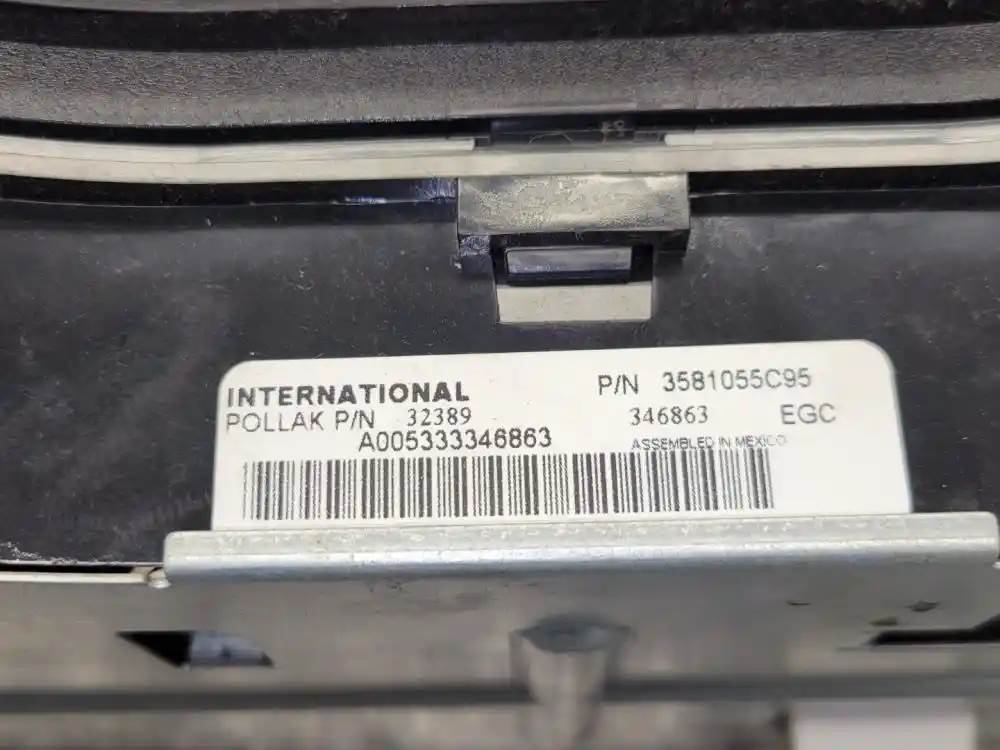 INTERNATIONAL P/N 3581055C95
POLLAK P/N 32389 346863 EGC
A005333346863 ASSEMBLED IN MEXICO